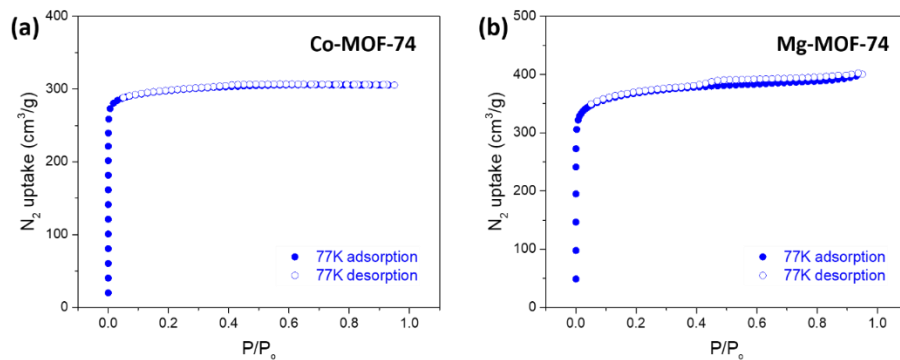 (a)
Co-MOF-74
400
300
200
100
0
N₂ uptake (cm³/g)
77K adsorption
77K desorption
0.0 0.2 0.4 0.6 0.8 1.0
P/Pₒ
(b)
Mg-MOF-74
500
400
300
200
100
0
N₂ uptake (cm³/g)
77K adsorption
77K desorption
0.0 0.2 0.4 0.6 0.8 1.0
P/Pₒ